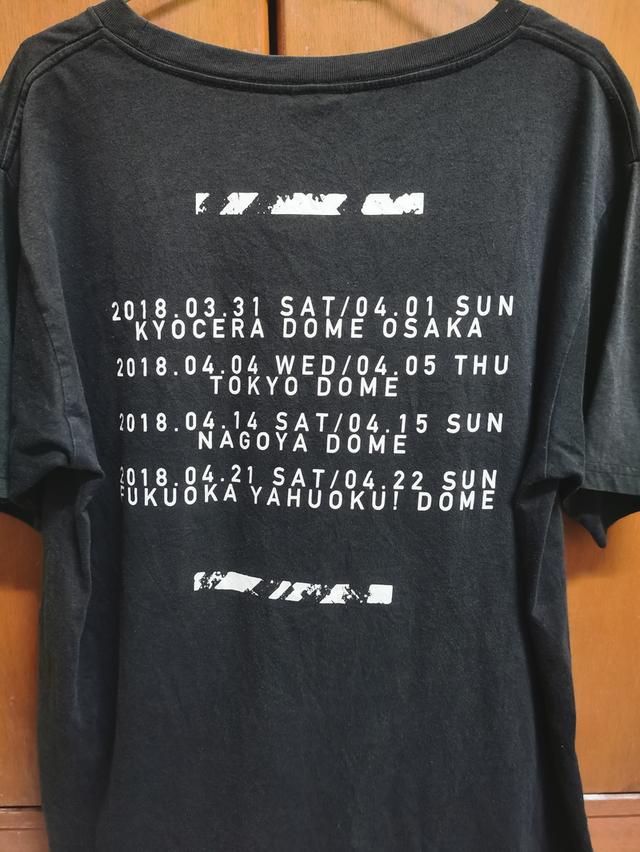 2018.03.31 SAT/04.01 SUN
KYOCERA DOME OSAKA
2018.04.04 WED/04.05 THU
TOKYO DOME
2018.04.14 SAT/04.15 SUN
NAGOYA DOME
2018.04.21 SAT/04.22 SUN
FUKUOKA YAHUOKU! DOME